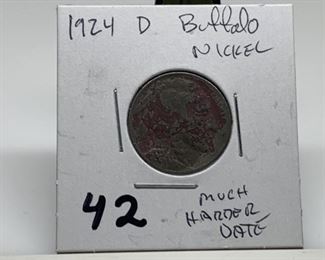 1924 D Buffalo
NICKEL
42
MUCH
HARDER
DATE